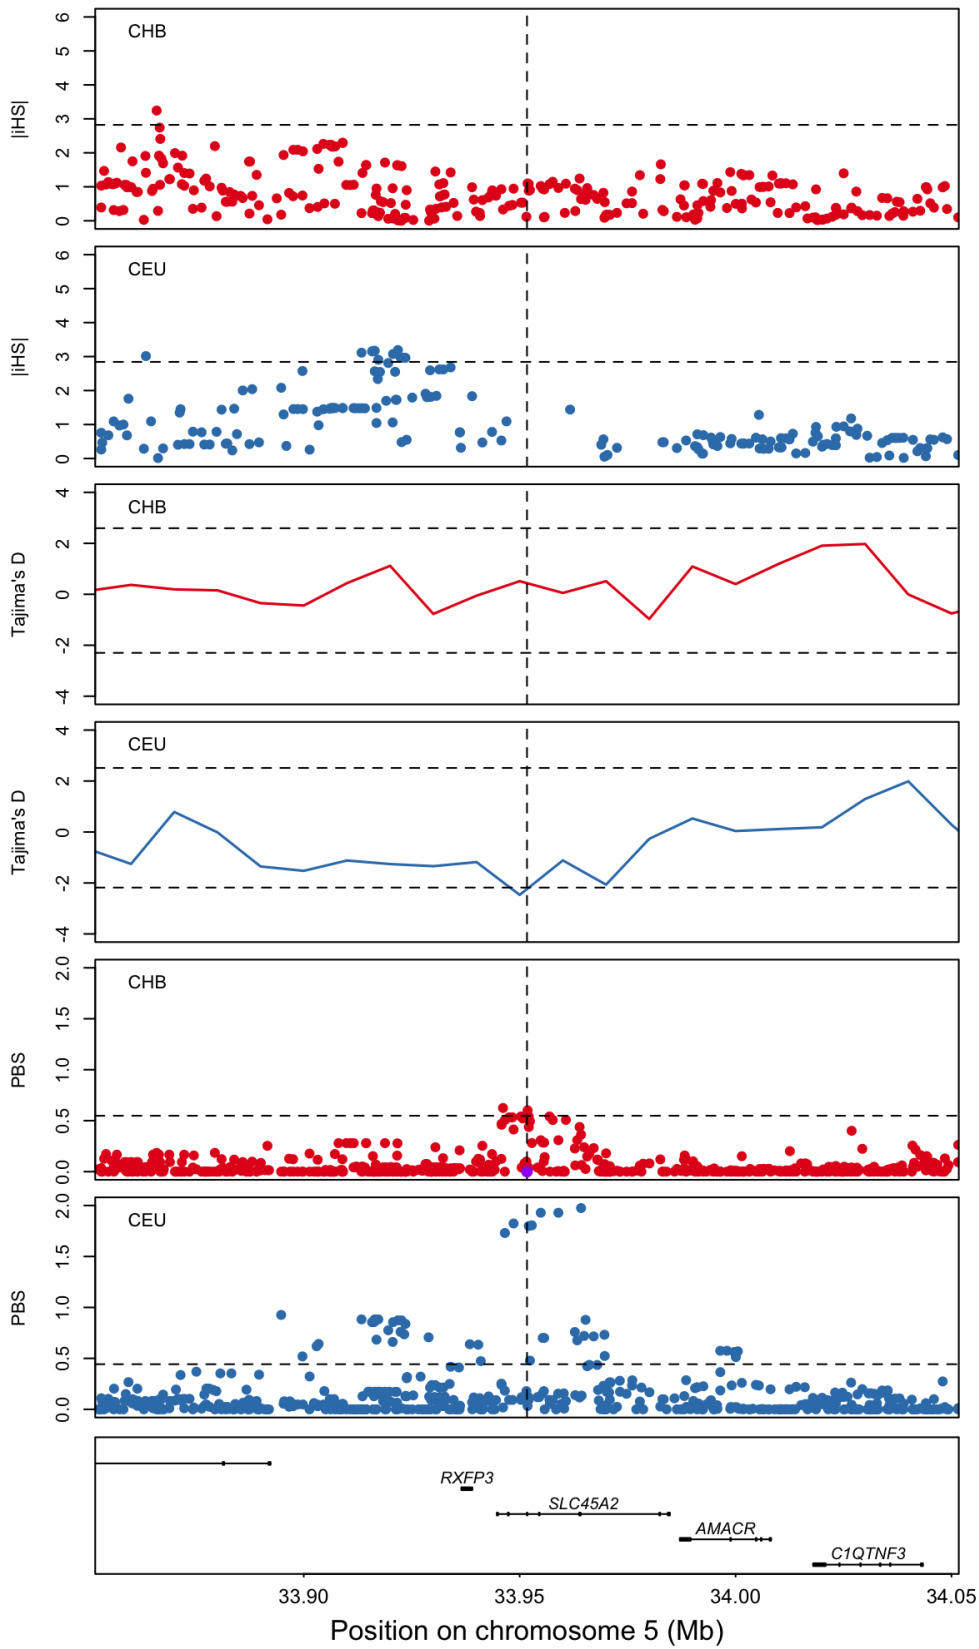 CHB
|iHS|
0 1 2 3 4 5 6
CEU
|iHS|
0 1 2 3 4 5 6
CHB
Tajima's D
-4 -2 0 2 4
CEU
Tajima's D
-4 -2 0 2 4
CHB
PBS
0.0 0.5 1.0 1.5 2.0
CEU
PBS
0.0 0.5 1.0 1.5 2.0
RXFP3
SLC45A2
AMACR
C1QTNF3
33.90 33.95 34.00 34.05
Position on chromosome 5 (Mb)